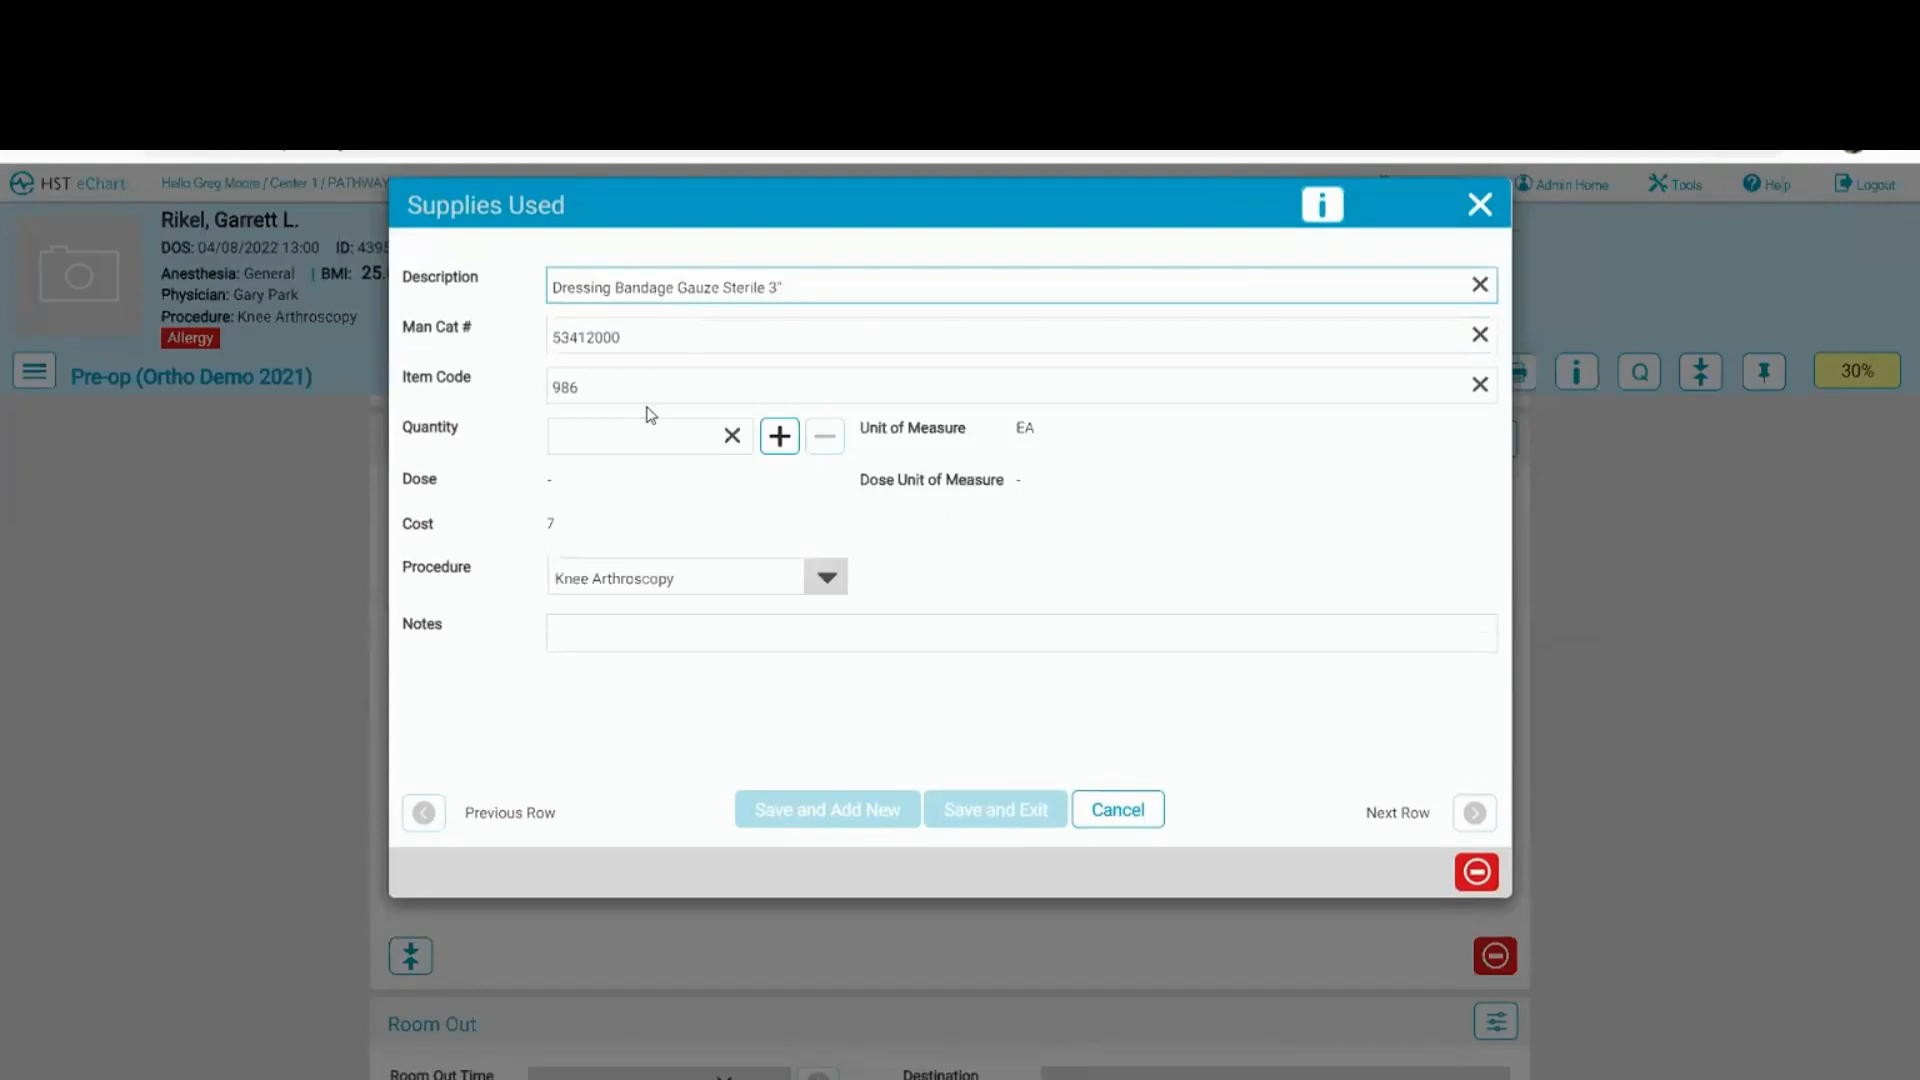 HST eChart
Hello Greg Moore / Center 1 / PATHWAY
Admin Home
Tools
Help
Logout
Rikel, Garrett L.
DOS: 04/08/2022 13:00 ID: 4395
Anesthesia: General | BMI: 25.
Physician: Gary Park
Procedure: Knee Arthroscopy
Allergy
Pre-op (Ortho Demo 2021)
Q
30%
Supplies Used
Description
Dressing Bandage Gauze Sterile 3"
Man Cat #
53412000
Item Code
986
Quantity
Unit of Measure EA
Dose -
Dose Unit of Measure -
Cost 7
Procedure
Knee Arthroscopy
Notes
Previous Row
Save and Add New
Save and Exit
Cancel
Next Row
Room Out
Room Out Time
Destination